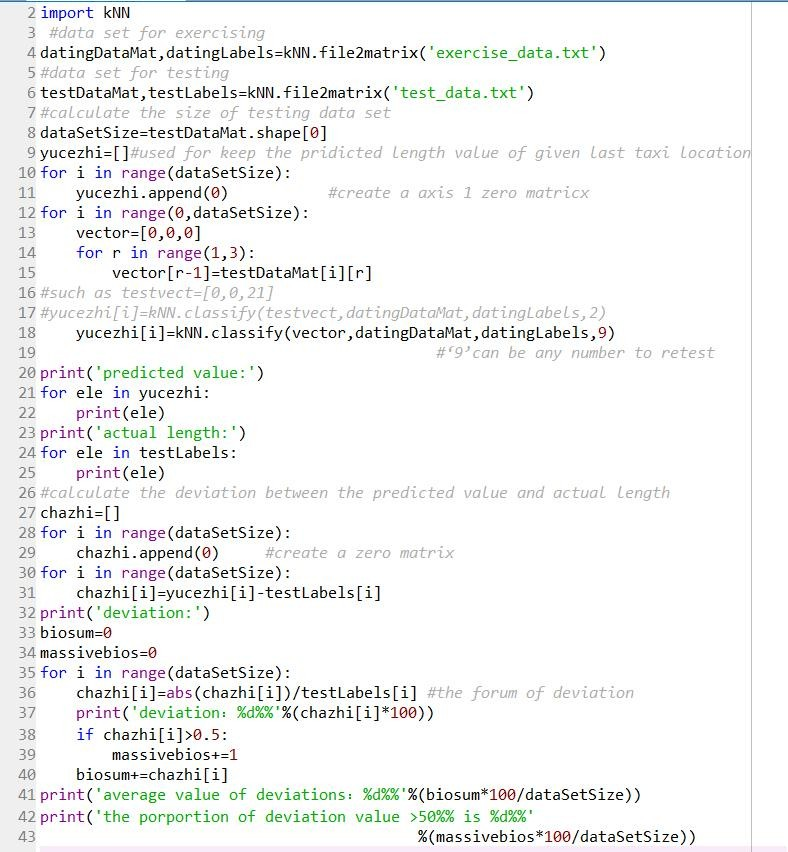 2 import kNN
3 #data set for exercising
4 datingDataMat,datingLabels=kNN.file2matrix('exercise_data.txt')
5 #data set for testing
6 testDataMat,testLabels=kNN.file2matrix('test_data.txt')
7 #calculate the size of testing data set
8 dataSetSize=testDataMat.shape[0]
9 yucezhi=[]#used for keep the pridicted length value of given last taxi location
10 for i in range(dataSetSize):
11     yucezhi.append(0)           #create a axis 1 zero matricx
12 for i in range(0,dataSetSize):
13     vector=[0,0,0]
14     for r in range(1,3):
15         vector[r-1]=testDataMat[i][r]
16 #such as testvect=[0,0,21]
17 #yucezhi[i]=kNN.classify(testvect,datingDataMat,datingLabels,2)
18     yucezhi[i]=kNN.classify(vector,datingDataMat,datingLabels,9)
19                                             #‘9’can be any number to retest
20 print('predicted value:')
21 for ele in yucezhi:
22     print(ele)
23 print('actual length:')
24 for ele in testLabels:
25     print(ele)
26 #calculate the deviation between the predicted value and actual length
27 chazhi=[]
28 for i in range(dataSetSize):
29     chazhi.append(0)     #create a zero matrix
30 for i in range(dataSetSize):
31     chazhi[i]=yucezhi[i]-testLabels[i]
32 print('deviation:')
33 biosum=0
34 massivebios=0
35 for i in range(dataSetSize):
36     chazhi[i]=abs(chazhi[i])/testLabels[i] #the forum of deviation
37     print('deviation：%d%%'%(chazhi[i]*100))
38     if chazhi[i]>0.5:
39         massivebios+=1
40     biosum+=chazhi[i]
41 print('average value of deviations：%d%%'%(biosum*100/dataSetSize))
42 print('the porportion of deviation value >50%% is %d%%'
43                                           %(massivebios*100/dataSetSize))